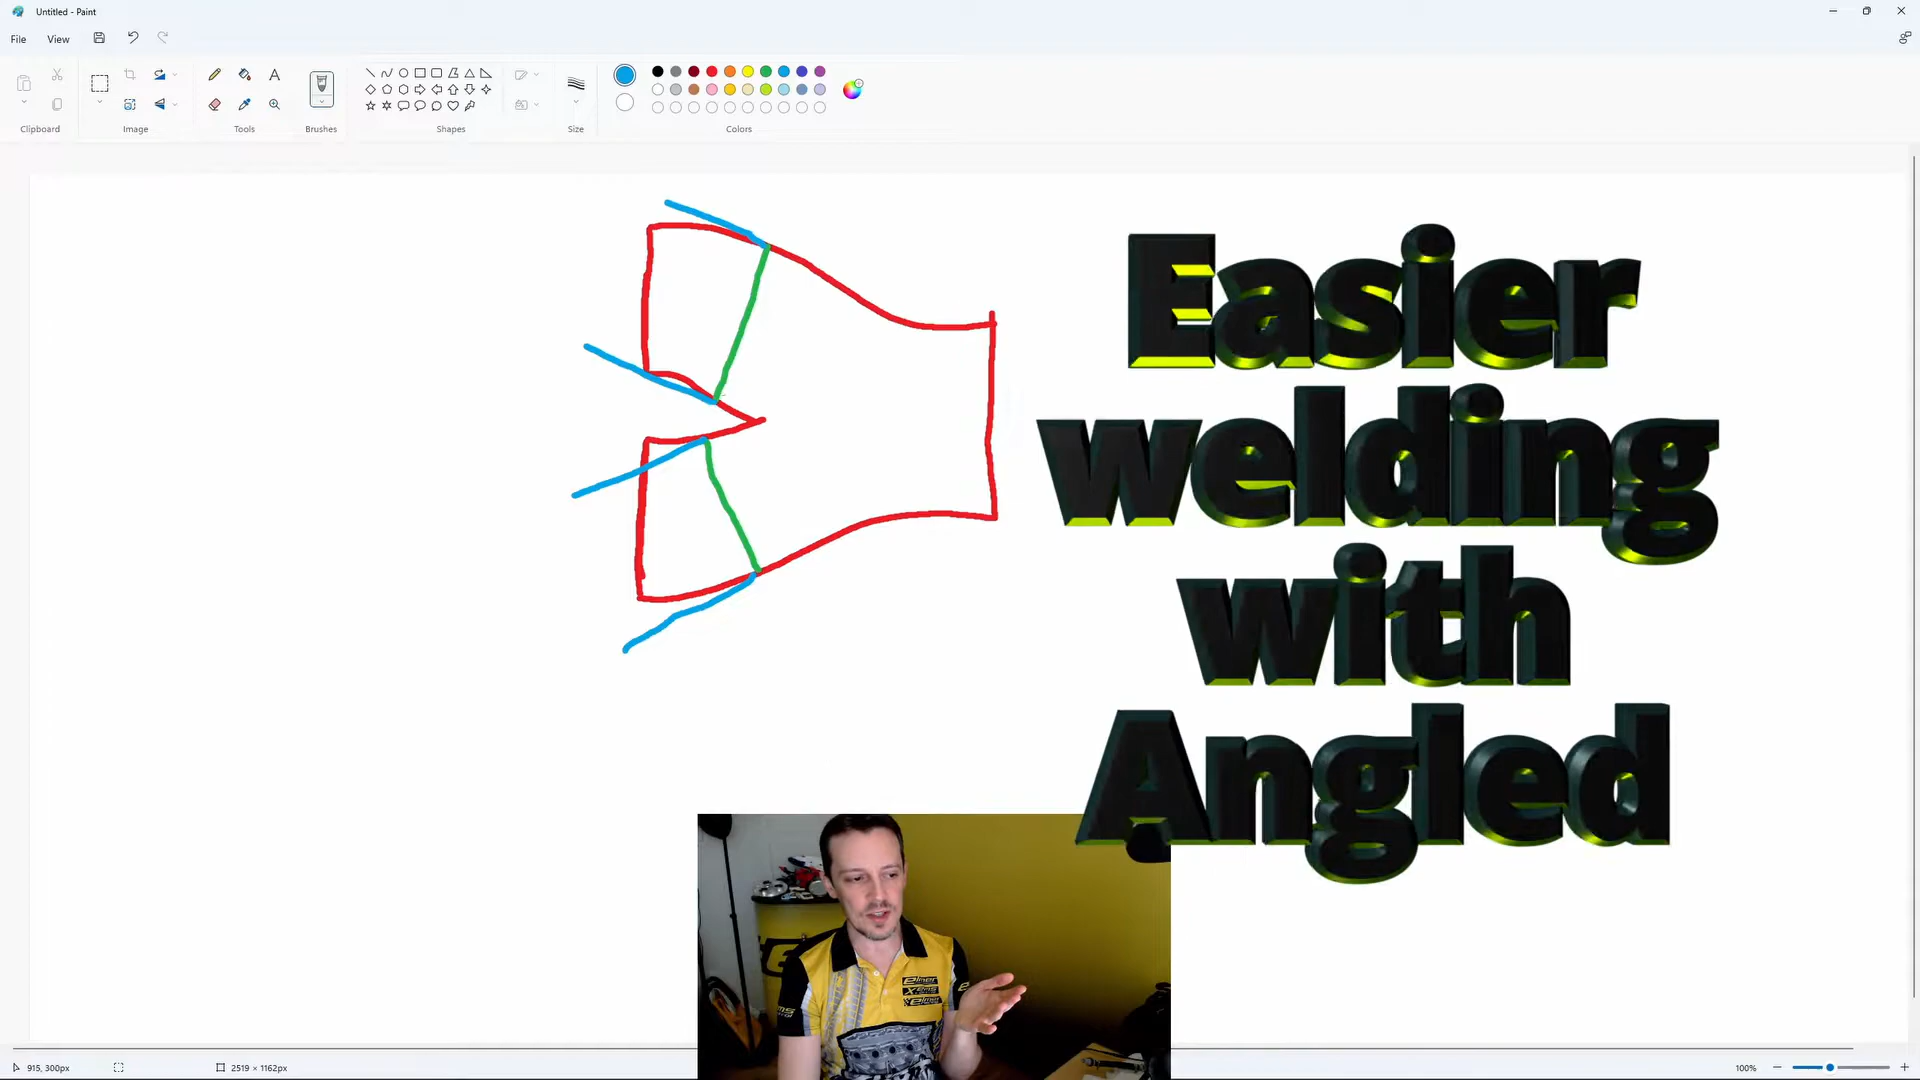 Untitled - Paint
File
View
Clipboard
Image
Tools
Brushes
Shapes
Size
Colors
Easier
welding
with
Angled
915, 300px
2519 × 1162px
100%